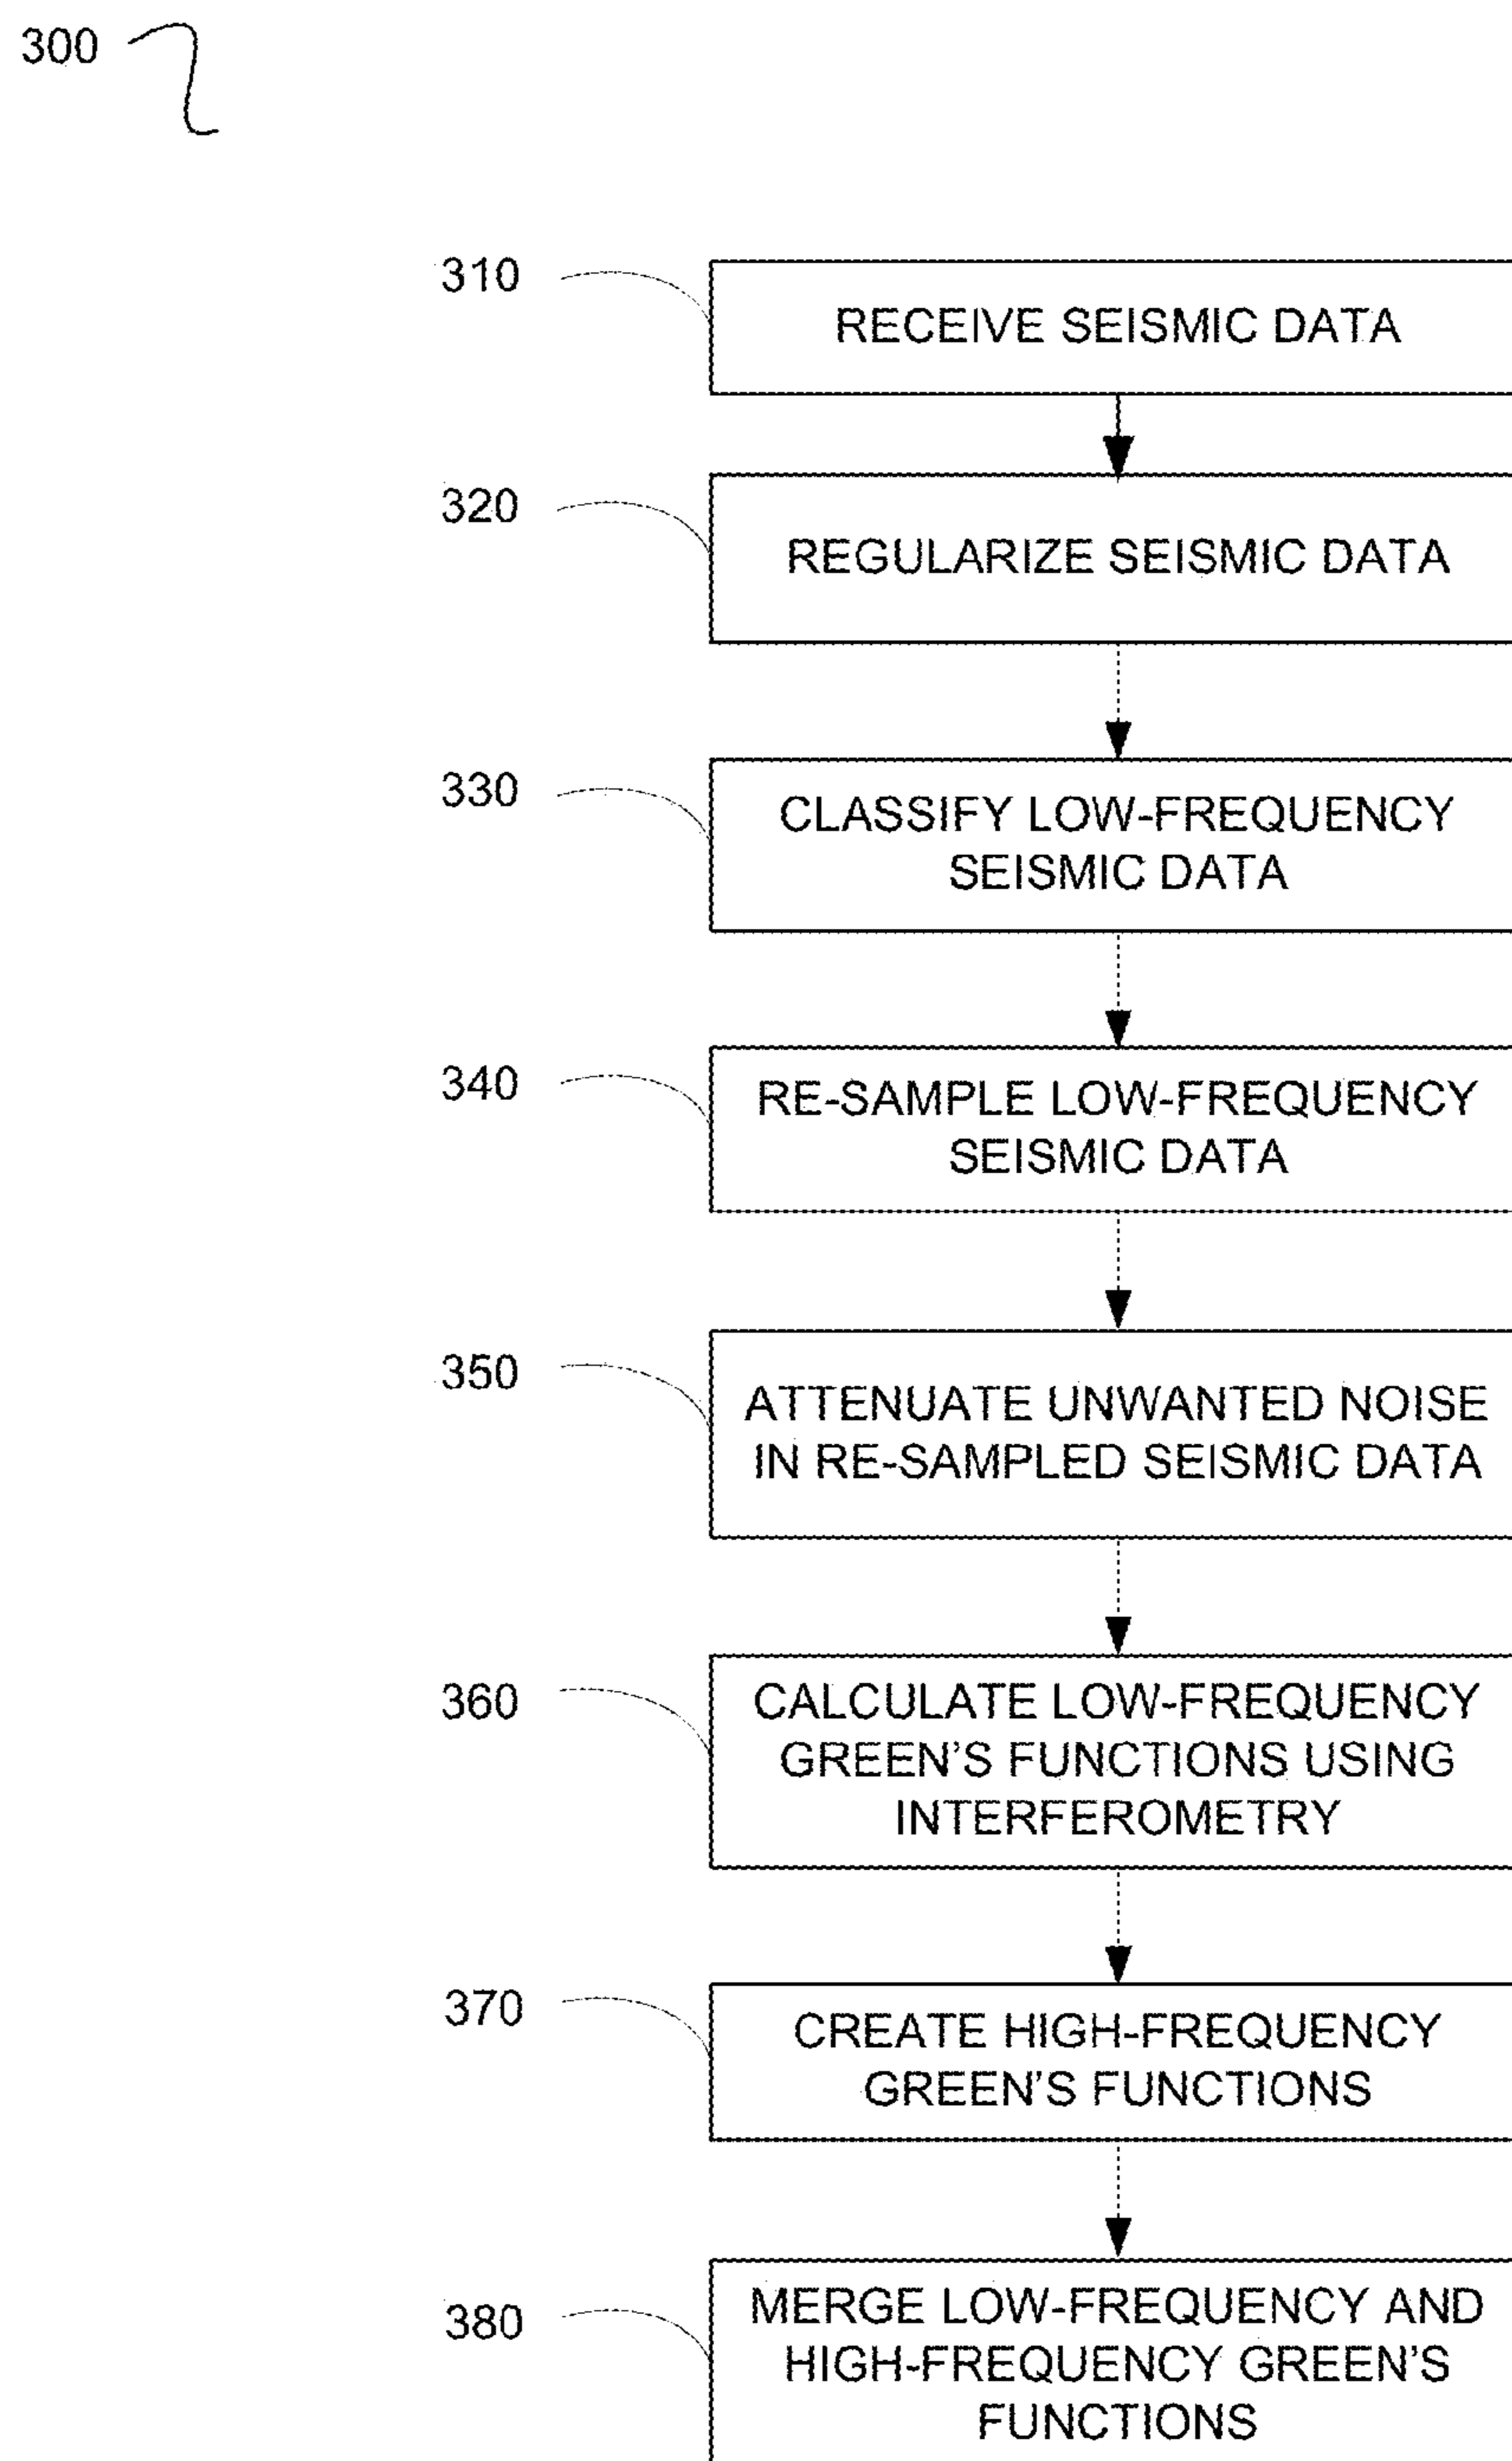 300
310
RECEIVE SEISMIC DATA
320
REGULARIZE SEISMIC DATA
330
CLASSIFY LOW-FREQUENCY
SEISMIC DATA
340
RE-SAMPLE LOW-FREQUENCY
SEISMIC DATA
350
ATTENUATE UNWANTED NOISE
IN RE-SAMPLED SEISMIC DATA
360
CALCULATE LOW-FREQUENCY
GREEN'S FUNCTIONS USING
INTERFEROMETRY
370
CREATE HIGH-FREQUENCY
GREEN'S FUNCTIONS
380
MERGE LOW-FREQUENCY AND
HIGH-FREQUENCY GREEN'S
FUNCTIONS